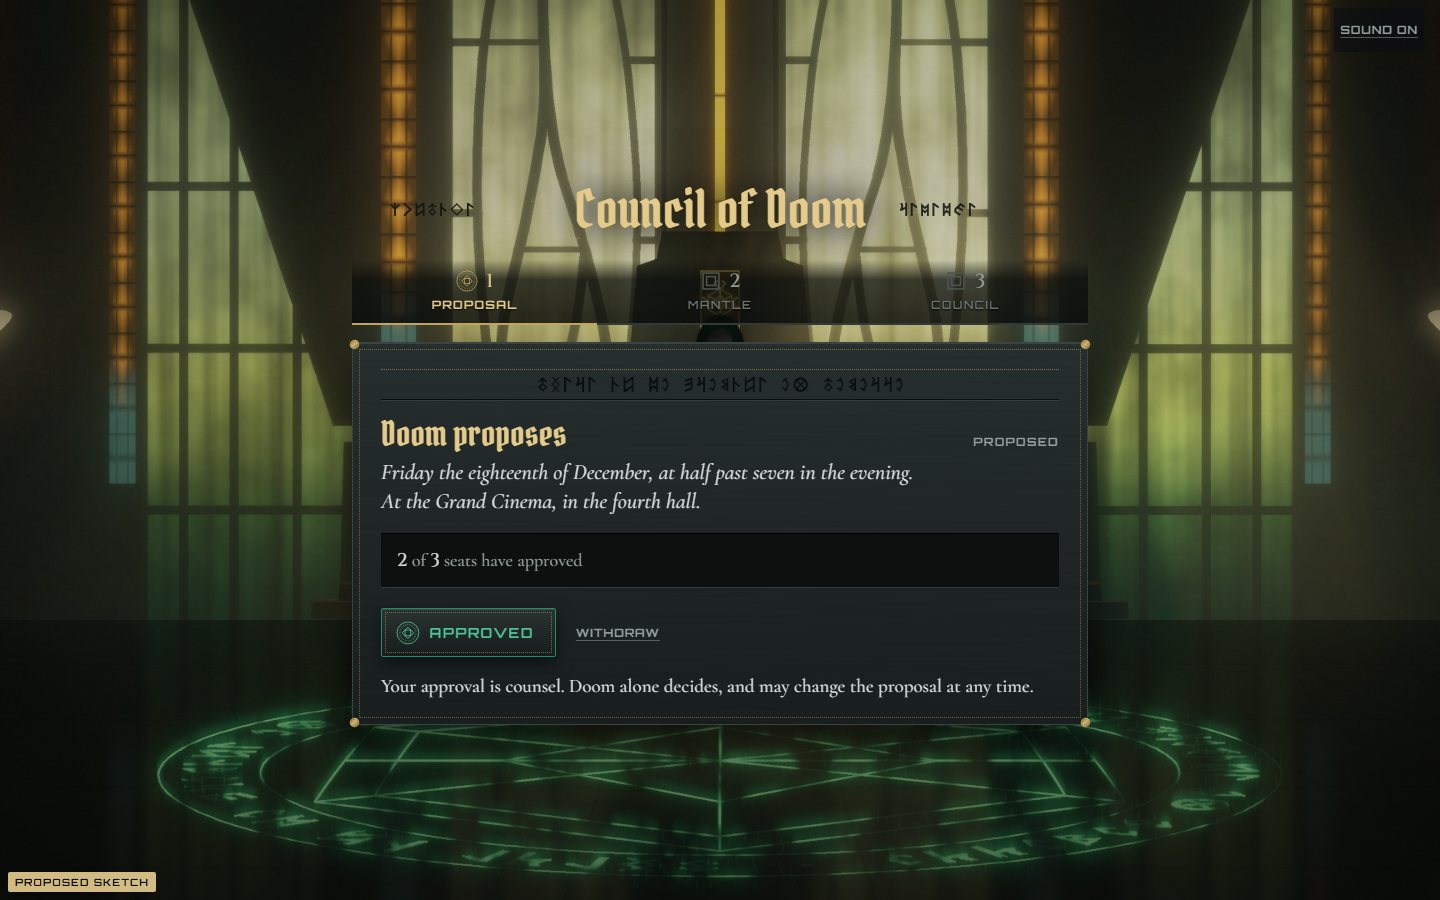 SOUND ON
Council of Doom
1
PROPOSAL
2
MANTLE
3
COUNCIL
Doom proposes
PROPOSED
Friday the eighteenth of December, at half past seven in the evening.
At the Grand Cinema, in the fourth hall.
2 of 3 seats have approved
APPROVED
WITHDRAW
Your approval is counsel. Doom alone decides, and may change the proposal at any time.
PROPOSED SKETCH